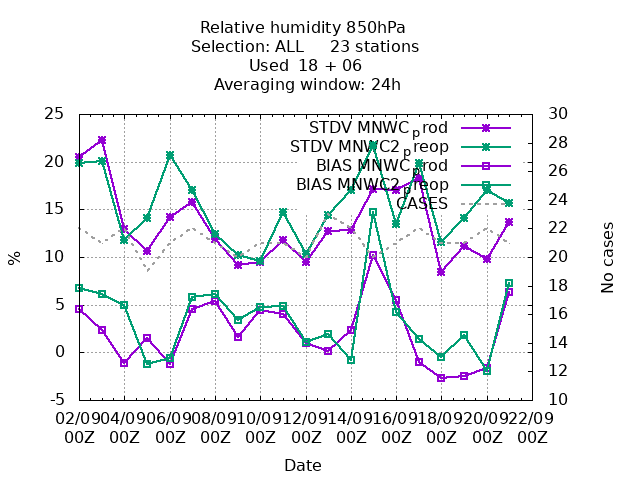 Relative humidity 850hPa
Selection: ALL     23 stations
Used  18 + 06
Averaging window: 24h
25
20
15
10
5
0
-5
%
30
28
26
24
22
20
18
16
14
12
10
No cases
STDV MNWC_prod
STDV MNWC2_preop
BIAS MNWC_prod
BIAS MNWC2_preop
CASES
02/09 04/09 06/09 08/09 10/09 12/09 14/09 16/09 18/09 20/09 22/09
00Z 00Z 00Z 00Z 00Z 00Z 00Z 00Z 00Z 00Z 00Z
Date